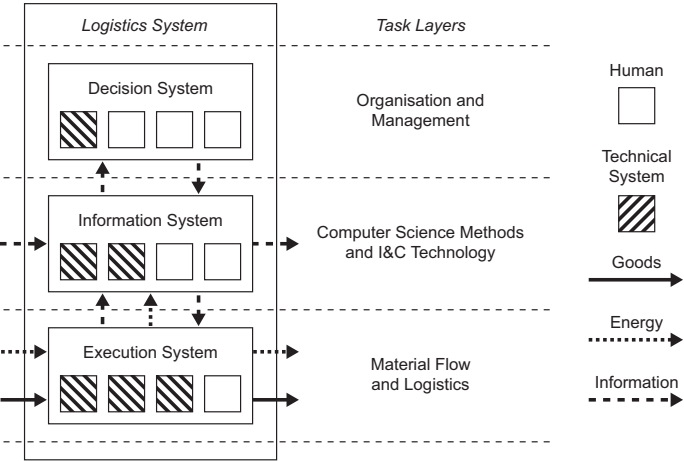 Logistics System
Task Layers
Decision System
Organisation and
Management
Information System
Computer Science Methods
and I&C Technology
Execution System
Material Flow
and Logistics
Human
Technical
System
Goods
Energy
Information